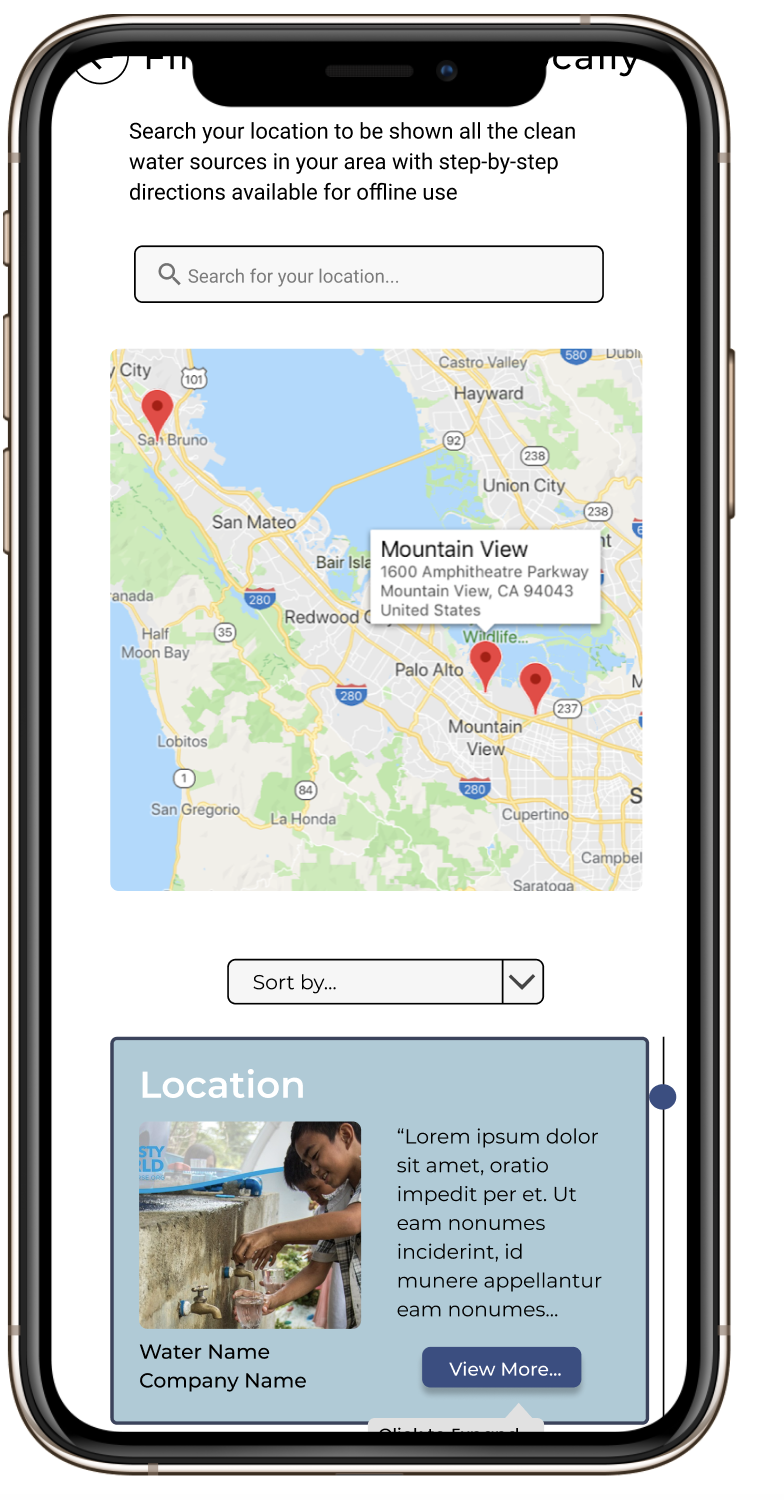 cally
Search your location to be shown all the clean
water sources in your area with step-by-step
directions available for offline use
Search for your location...
y City
101
580
Dubli
Castro Valley
Hayward
San Bruno
92
238
Union City
238
San Mateo
nt
Mountain View
1600 Amphitheatre Parkway
Mountain View, CA 94043
United States
Bair Isla
anada
280
Redwood C
35
Half
Moon Bay
Wildlife...
Palo Alto
280
M
237
Mountain
View
Lobitos
1
280
84
S
San Gregorio
La Honda
Cupertino
Campbel
Saratoga
Sort by...
Location
STY
LD
“Lorem ipsum dolor
sit amet, oratio
impedit per et. Ut
eam nonumes
inciderint, id
munere appellantur
eam nonumes...
Water Name
Company Name
View More...
Click to Expand